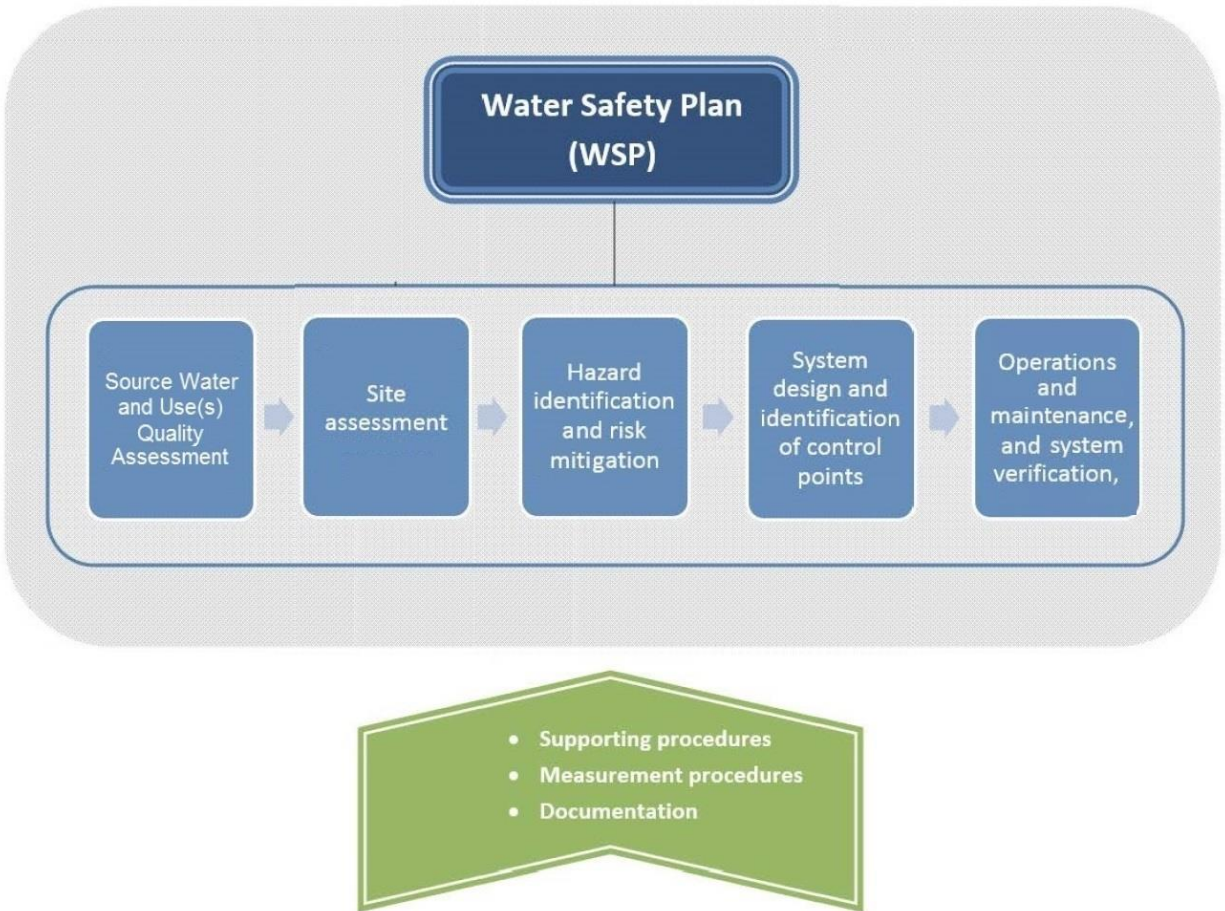 Water Safety Plan
(WSP)
Source Water
and Use(s)
Quality
Assessment
Site
assessment
Hazard
identification
and risk
mitigation
System
design and
identification
of control
points
Operations
and
maintenance,
and system
verification,
• Supporting procedures
• Measurement procedures
• Documentation